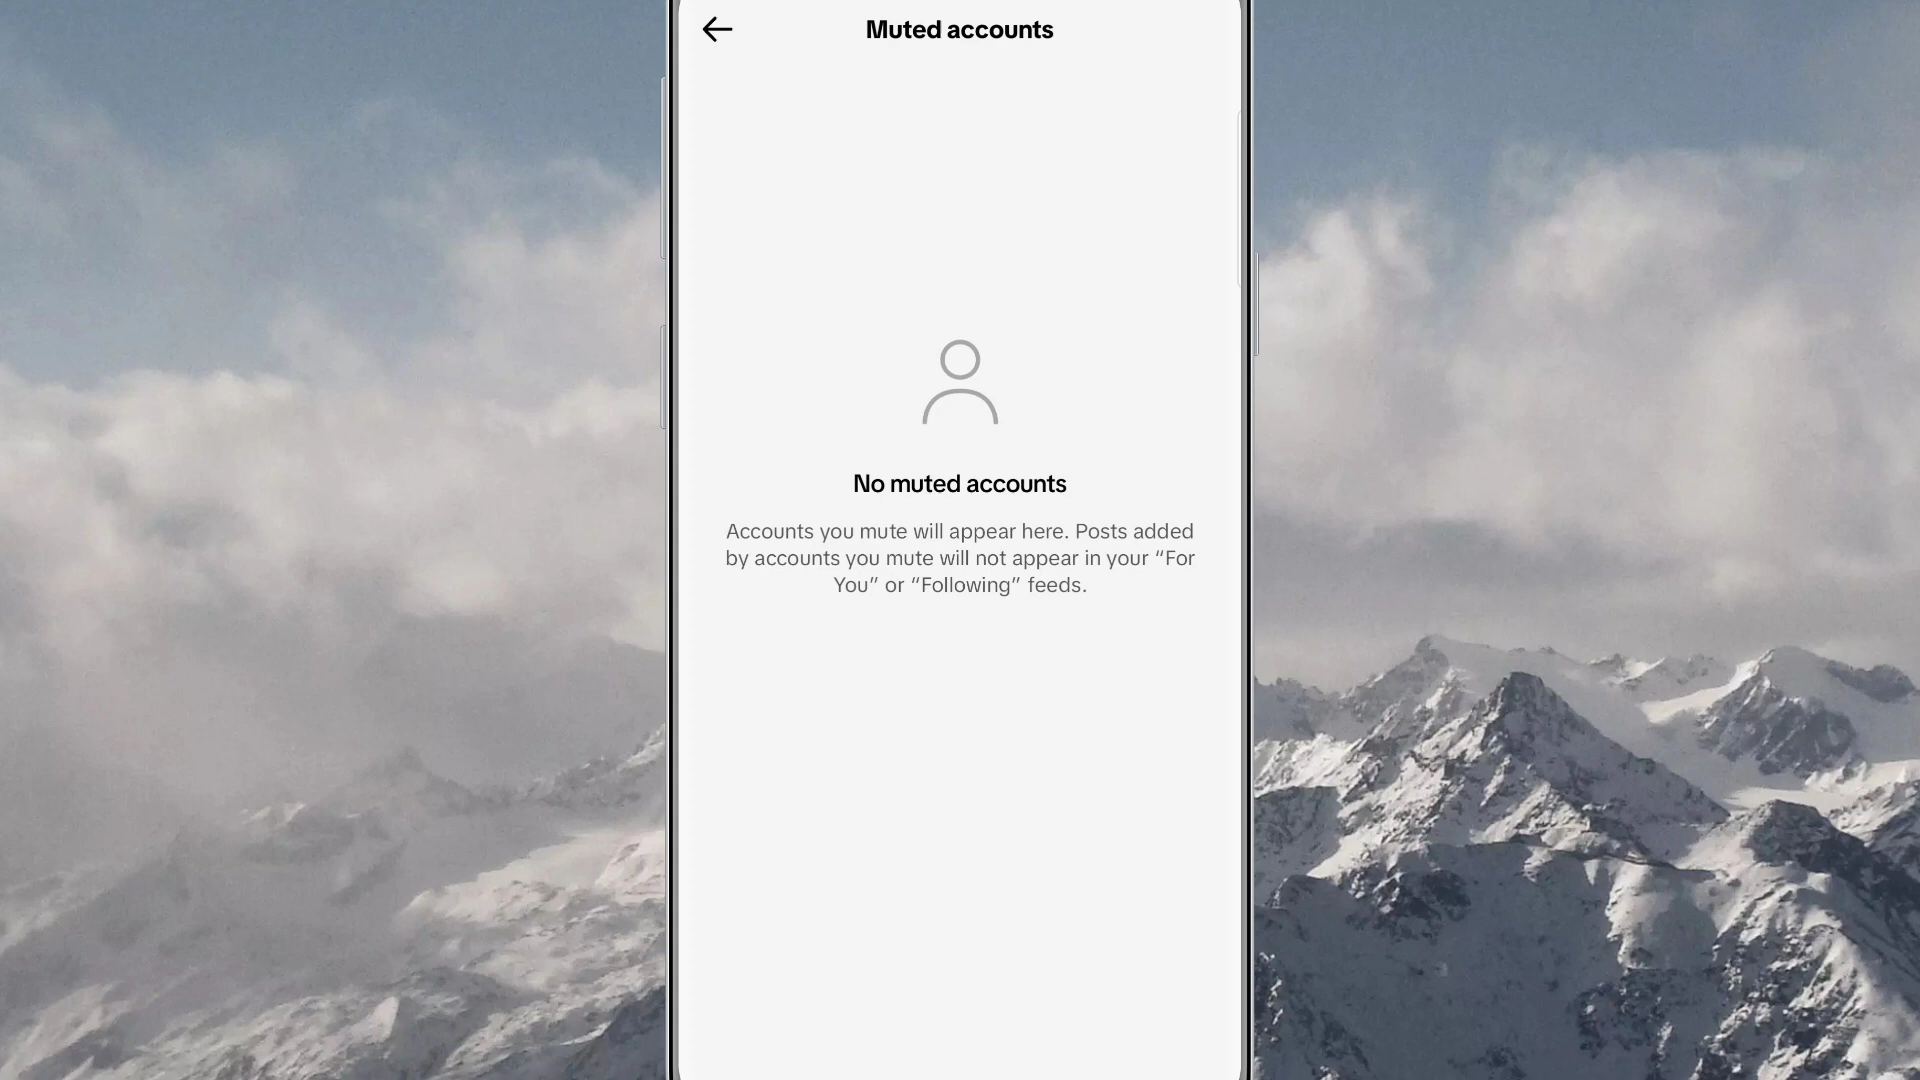 Muted accounts
No muted accounts
Accounts you mute will appear here. Posts added
by accounts you mute will not appear in your “For
You” or “Following” feeds.